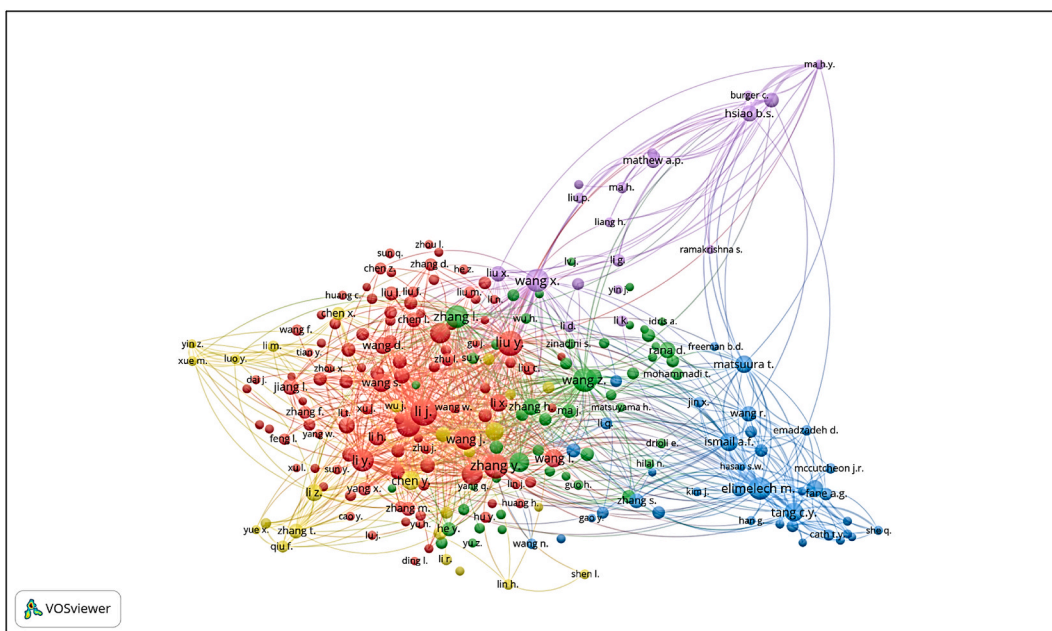 ma h.y.
burger c.
hsiao b.s.
mathew a.p.
ma h.
liu p.
liang h.
ramakrishna s.
zhou l.
sun q.
lu j.
li g.
zhang d.
chen z.
he z.
liu x.
wang x.
yin j.
huang c.
liu j.
liu l.
liu m.
li n.
chen x.
chen l.
zhang l.
wu h.
li d.
li k.
idris a.
wang f.
yin z.
li m.
wang d.
gu j.
liu y.
zinadini s.
rana d.
freeman b.d.
xue m.
luo y.
tian y.
zhou x.
zhu l.
su y.
liu c.
mohammadi t.
matsuura t.
dai j.
jiang l.
wang s.
wang z.
zhang f.
li t.
xu j.
wu j.
li j.
wang w.
li x.
zhang h.
ma j.
matsuyama h.
jin x.
wang r.
feng l.
yang w.
li h.
zhu j.
wang j.
li q.
drioli e.
ismail a.f.
emadzadeh d.
xu l.
sun y.
li y.
zhang y.
wang l.
hilal n.
hasan s.w.
mccutcheon j.r.
li z.
yang x.
chen y.
yang q.
lin j.
guo h.
zhang s.
kim j.
elimelech m.
fane a.g.
cao y.
zhang m.
huang h.
gao y.
han g.
tang c.y.
yue x.
zhang t.
lu j.
yu h.
he y.
hu y.
cath t.y.
she q.
qiu f.
yu z.
wang n.
ding l.
li r.
lin h.
shen l.
VOSviewer